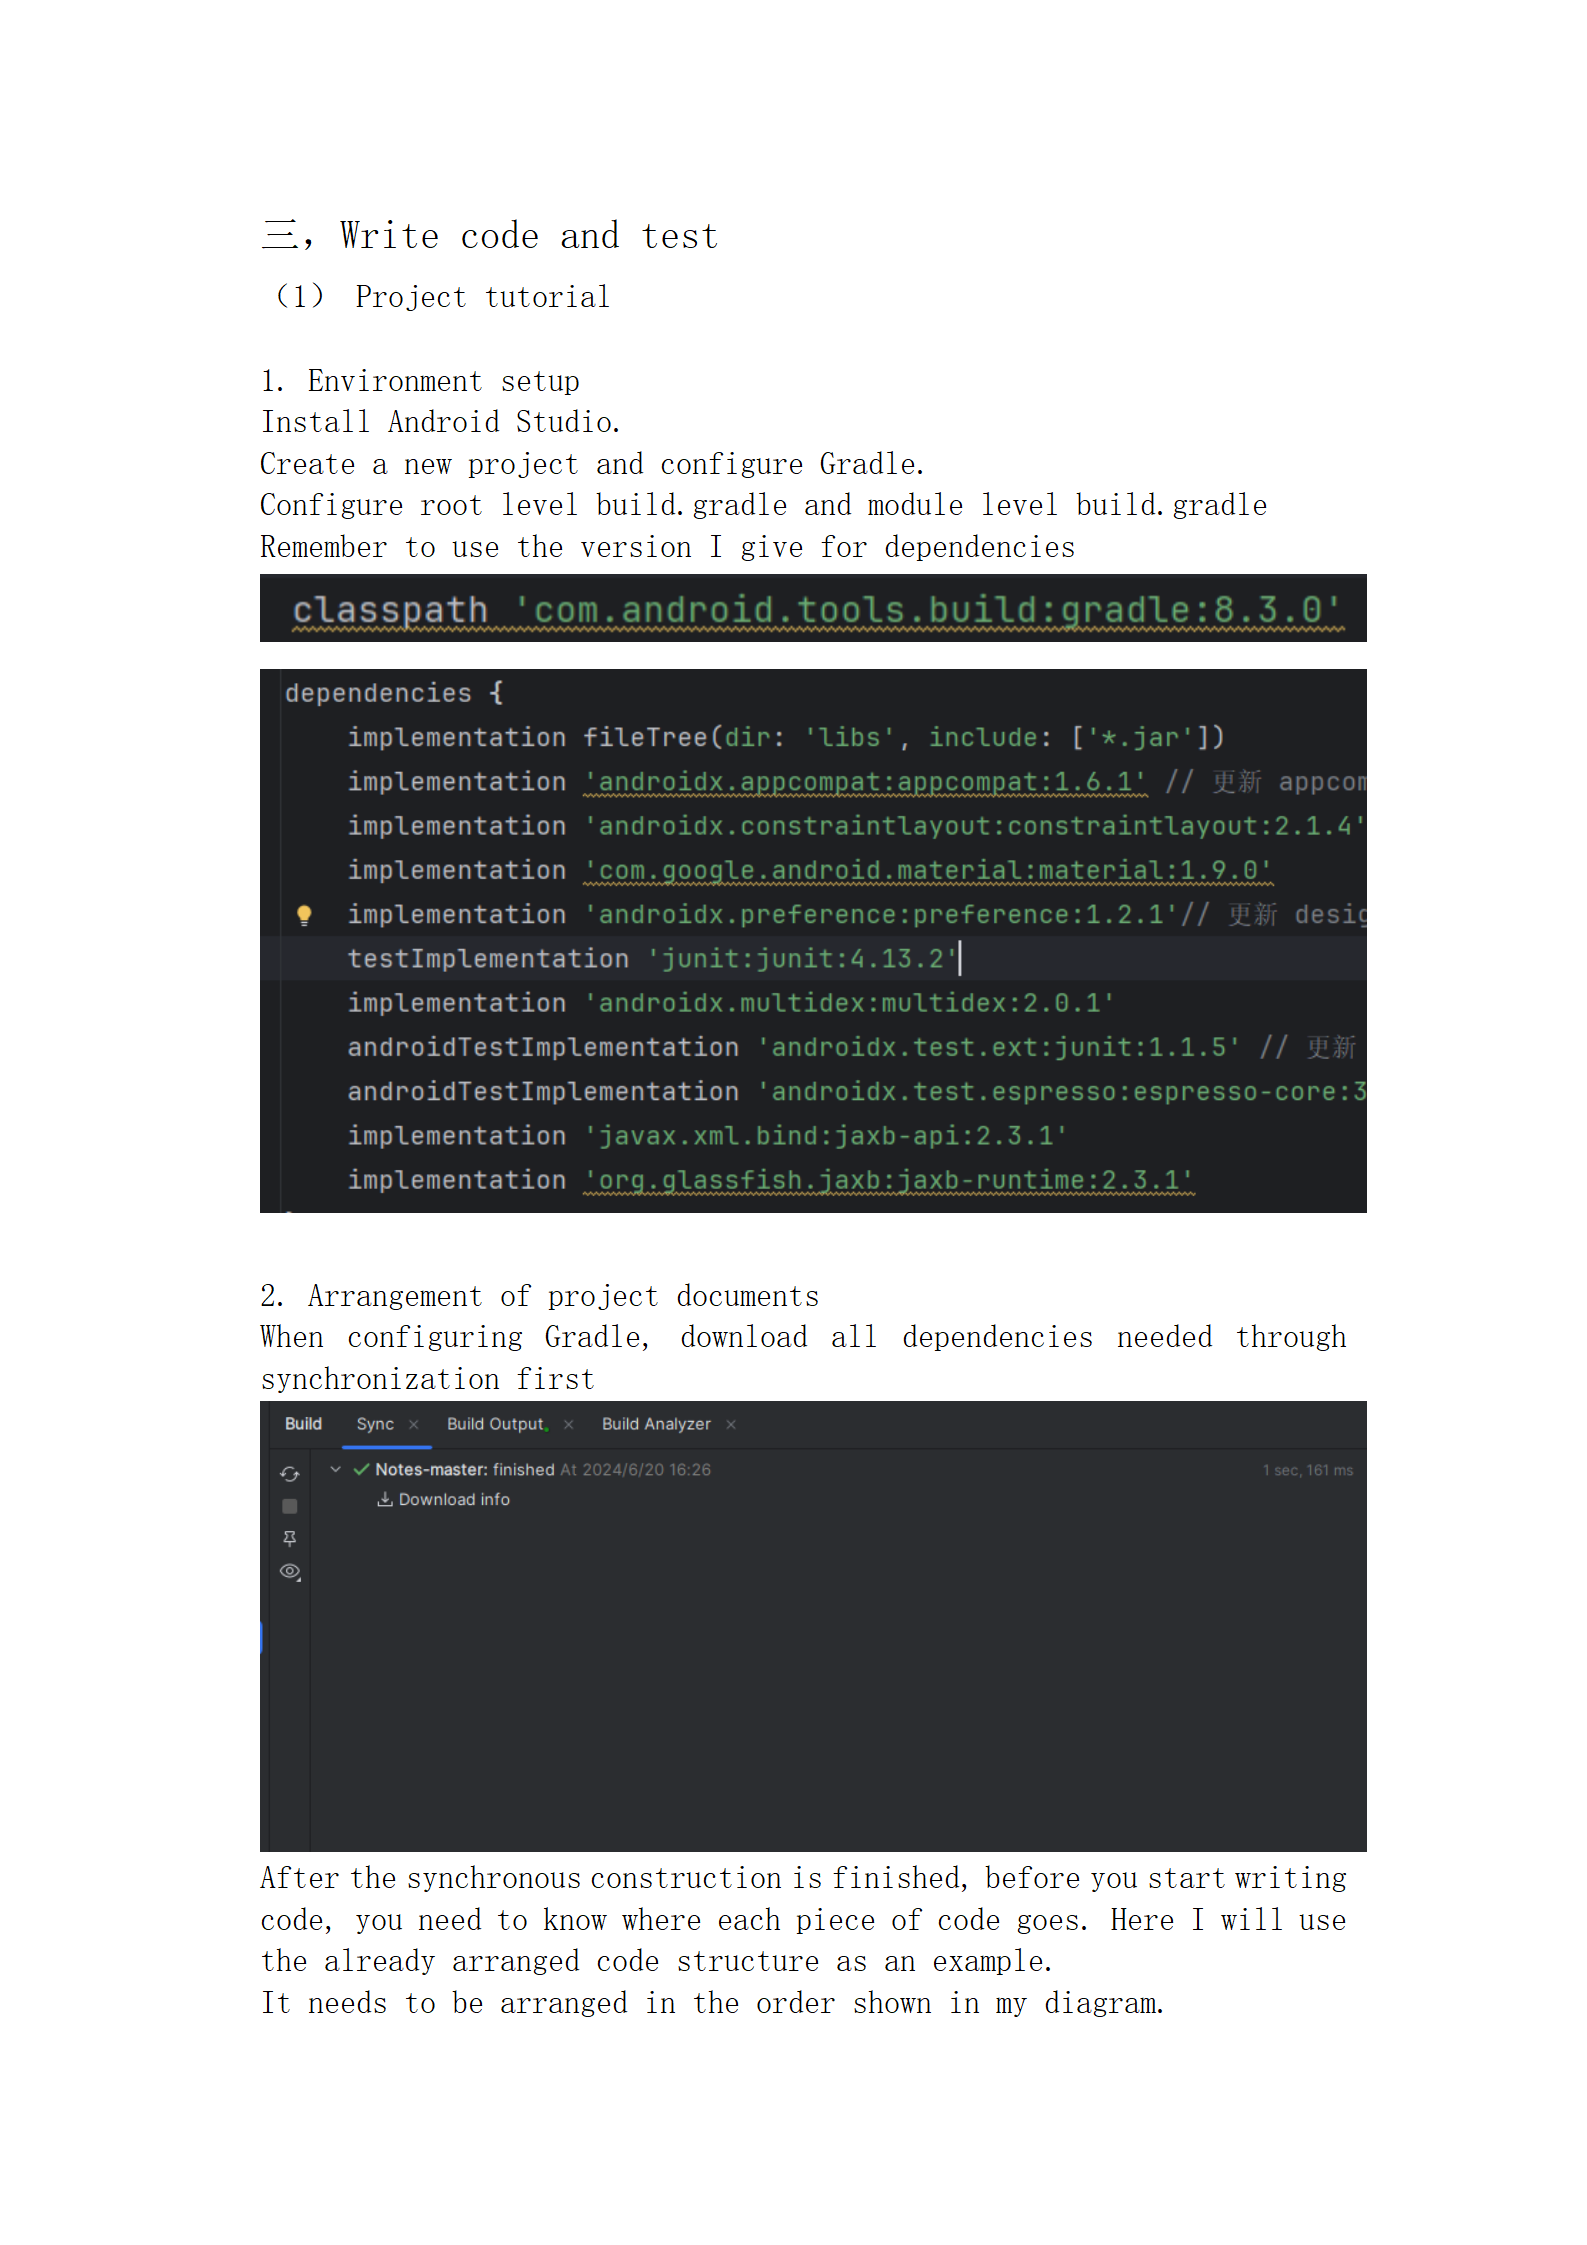 三，Write code and test
（1） Project tutorial
1. Environment setup
Install Android Studio.
Create a new project and configure Gradle.
Configure root level build.gradle and module level build.gradle
Remember to use the version I give for dependencies
classpath 'com.android.tools.build:gradle:8.3.0'
dependencies {
implementation fileTree(dir: 'libs', include: ['*.jar'])
implementation 'androidx.appcompat:appcompat:1.6.1' // 更新 appcom
implementation 'androidx.constraintlayout:constraintlayout:2.1.4'
implementation 'com.google.android.material:material:1.9.0'
implementation 'androidx.preference:preference:1.2.1'// 更新 desig
testImplementation 'junit:junit:4.13.2'
implementation 'androidx.multidex:multidex:2.0.1'
androidTestImplementation 'androidx.test.ext:junit:1.1.5' // 更新
androidTestImplementation 'androidx.test.espresso:espresso-core:3
implementation 'javax.xml.bind:jaxb-api:2.3.1'
implementation 'org.glassfish.jaxb:jaxb-runtime:2.3.1'
2. Arrangement of project documents
When configuring Gradle, download all dependencies needed through
synchronization first
Build Sync × Build Output × Build Analyzer ×
Notes-master: finished At 2024/6/20 16:26 1 sec, 161 ms
Download info
After the synchronous construction is finished, before you start writing
code, you need to know where each piece of code goes. Here I will use
the already arranged code structure as an example.
It needs to be arranged in the order shown in my diagram.